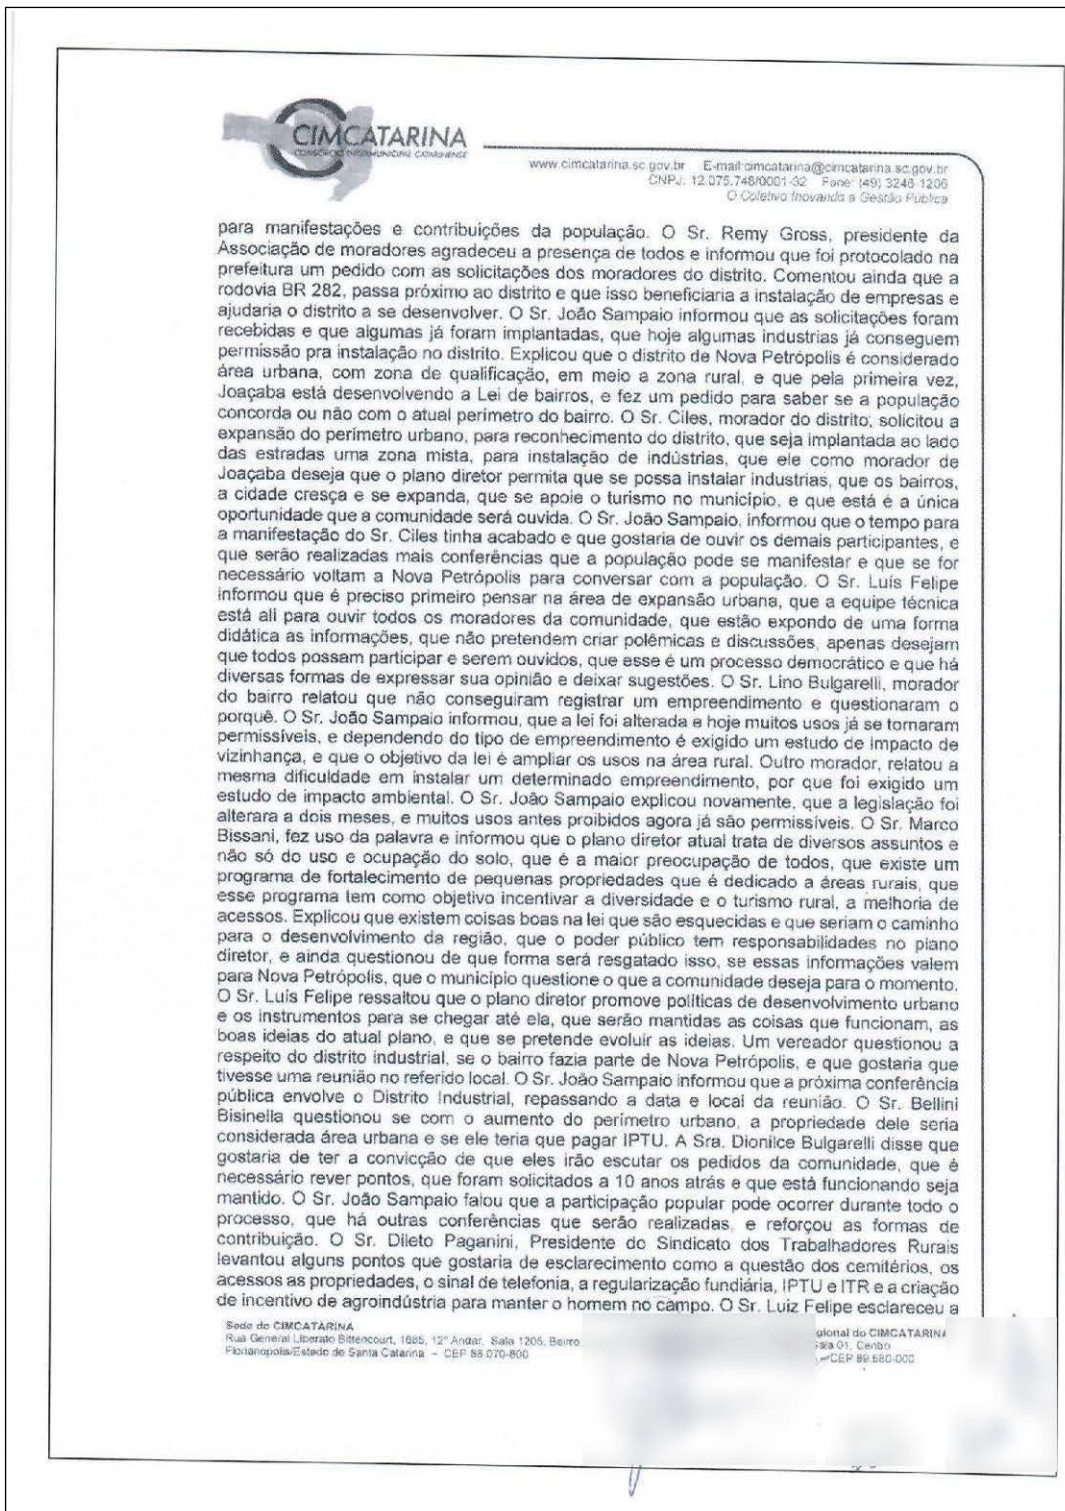 CIMCATARINA
CONSÓRCIO INTERMUNICIPAL CATARINENSE
www.cimcatarina.sc.gov.br E-mail:cimcatarina@cimcatarina.sc.gov.br
CNPJ: 12.075.748/0001-32 Fone: (49) 3246-1206
O Coletivo Inovando a Gestão Pública
para manifestações e contribuições da população. O Sr. Remy Gross, presidente da
Associação de moradores agradeceu a presença de todos e informou que foi protocolado na
prefeitura um pedido com as solicitações dos moradores do distrito. Comentou ainda que a
rodovia BR 282, passa próximo ao distrito e que isso beneficiaria a instalação de empresas e
ajudaria o distrito a se desenvolver. O Sr. João Sampaio informou que as solicitações foram
recebidas e que algumas já foram implantadas, que hoje algumas industrias já conseguem
permissão pra instalação no distrito. Explicou que o distrito de Nova Petrópolis é considerado
área urbana, com zona de qualificação, em meio a zona rural, e que pela primeira vez,
Joaçaba está desenvolvendo a Lei de bairros, e fez um pedido para saber se a população
concorda ou não com o atual perímetro do bairro. O Sr. Ciles, morador do distrito, solicitou a
expansão do perímetro urbano, para reconhecimento do distrito, que seja implantada ao lado
das estradas uma zona mista, para instalação de indústrias, que ele como morador de
Joaçaba deseja que o plano diretor permita que se possa instalar industrias, que os bairros,
a cidade cresça e se expanda, que se apoie o turismo no município, e que está é a única
oportunidade que a comunidade será ouvida. O Sr. João Sampaio, informou que o tempo para
a manifestação do Sr. Ciles tinha acabado e que gostaria de ouvir os demais participantes, e
que serão realizadas mais conferências que a população pode se manifestar e que se for
necessário voltam a Nova Petrópolis para conversar com a população. O Sr. Luís Felipe
informou que é preciso primeiro pensar na área de expansão urbana, que a equipe técnica
está ali para ouvir todos os moradores da comunidade, que estão expondo de uma forma
didática as informações, que não pretendem criar polêmicas e discussões, apenas desejam
que todos possam participar e serem ouvidos, que esse é um processo democrático e que há
diversas formas de expressar sua opinião e deixar sugestões. O Sr. Lino Bulgarelli, morador
do bairro relatou que não conseguiram registrar um empreendimento e questionaram o
porquê. O Sr. João Sampaio informou, que a lei foi alterada e hoje muitos usos já se tornaram
permissíveis, e dependendo do tipo de empreendimento é exigido um estudo de impacto de
vizinhança, e que o objetivo da lei é ampliar os usos na área rural. Outro morador, relatou a
mesma dificuldade em instalar um determinado empreendimento, por que foi exigido um
estudo de impacto ambiental. O Sr. João Sampaio explicou novamente, que a legislação foi
alterara a dois meses, e muitos usos antes proibidos agora já são permissíveis. O Sr. Marco
Bissani, fez uso da palavra e informou que o plano diretor atual trata de diversos assuntos e
não só do uso e ocupação do solo, que é a maior preocupação de todos, que existe um
programa de fortalecimento de pequenas propriedades que é dedicado a áreas rurais, que
esse programa tem como objetivo incentivar a diversidade e o turismo rural, a melhoria de
acessos. Explicou que existem coisas boas na lei que são esquecidas e que seriam o caminho
para o desenvolvimento da região, que o poder público tem responsabilidades no plano
diretor, e ainda questionou de que forma será resgatado isso, se essas informações valem
para Nova Petrópolis, que o município questione o que a comunidade deseja para o momento.
O Sr. Luís Felipe ressaltou que o plano diretor promove políticas de desenvolvimento urbano
e os instrumentos para se chegar até ela, que serão mantidas as coisas que funcionam, as
boas ideias do atual plano, e que se pretende evoluir as ideias. Um vereador questionou a
respeito do distrito industrial, se o bairro fazia parte de Nova Petrópolis, e que gostaria que
tivesse uma reunião no referido local. O Sr. João Sampaio informou que a próxima conferência
pública envolve o Distrito Industrial, repassando a data e local da reunião. O Sr. Bellini
Bisinella questionou se com o aumento do perímetro urbano, a propriedade dele seria
considerada área urbana e se ele teria que pagar IPTU. A Sra. Dionilce Bulgarelli disse que
gostaria de ter a convicção de que eles irão escutar os pedidos da comunidade, que é
necessário rever pontos, que foram solicitados a 10 anos atrás e que está funcionando seja
mantido. O Sr. João Sampaio falou que a participação popular pode ocorrer durante todo o
processo, que há outras conferências que serão realizadas, e reforçou as formas de
contribuição. O Sr. Dileto Paganini, Presidente do Sindicato dos Trabalhadores Rurais
levantou alguns pontos que gostaria de esclarecimento como a questão dos cemitérios, os
acessos as propriedades, o sinal de telefonia, a regularização fundiária, IPTU e ITR e a criação
de incentivo de agroindústria para manter o homem no campo. O Sr. Luiz Felipe esclareceu a
Sede do CIMCATARINA
Rua General Liberato Bittencourt, 1885, 12º Andar, Sala 1205, Bairro
Florianópolis/Estado de Santa Catarina – CEP 88.070-800
gional do CIMCATARINA
Sala 01, Centro
CEP 89.580-000